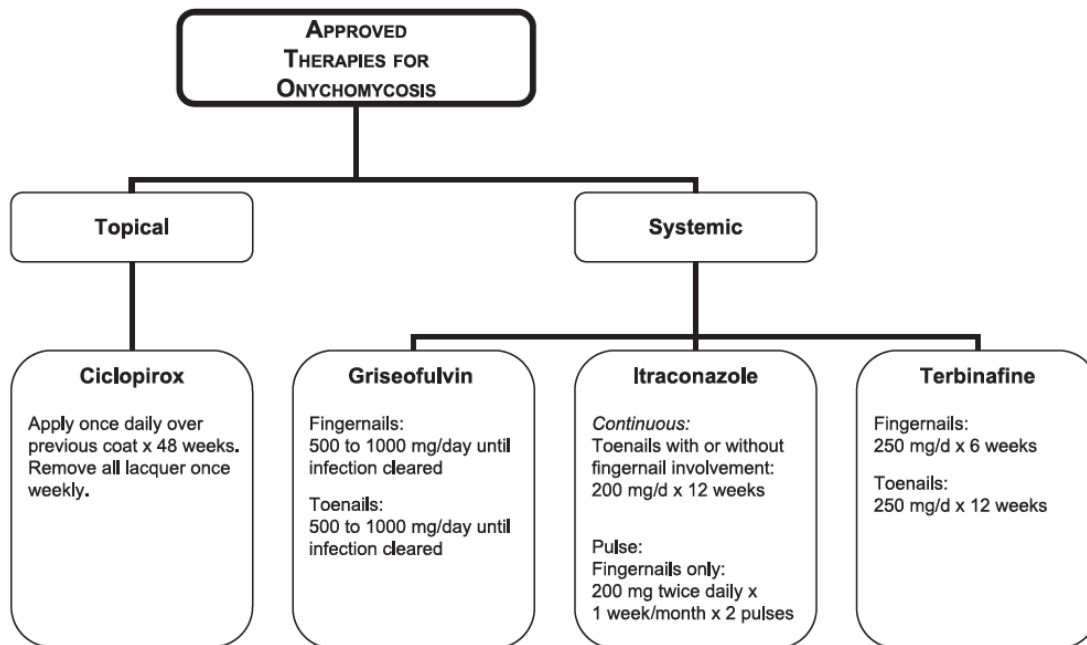 APPROVED
THERAPIES FOR
ONYCHOMYCOSIS
Topical
Systemic
Ciclopirox
Apply once daily over
previous coat x 48 weeks.
Remove all lacquer once
weekly.
Griseofulvin
Fingernails:
500 to 1000 mg/day until
infection cleared
Toenails:
500 to 1000 mg/day until
infection cleared
Itraconazole
Continuous:
Toenails with or without
fingernail involvement:
200 mg/d x 12 weeks
Pulse:
Fingernails only:
200 mg twice daily x
1 week/month x 2 pulses
Terbinafine
Fingernails:
250 mg/d x 6 weeks
Toenails:
250 mg/d x 12 weeks